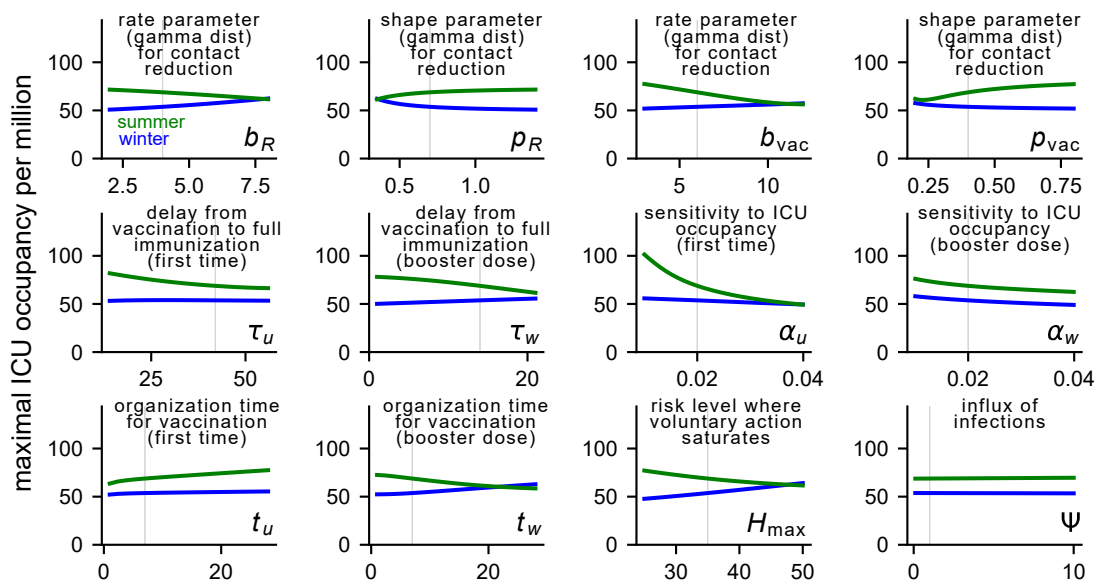 maximal ICU occupancy per million
rate parameter
(gamma dist)
for contact
reduction
100
50
0
summer
winter
b_R
2.5 5.0 7.5
shape parameter
(gamma dist)
for contact
reduction
100
50
0
p_R
0.5 1.0
rate parameter
(gamma dist)
for contact
reduction
100
50
0
b_vac
5 10
shape parameter
(gamma dist)
for contact
reduction
100
50
0
p_vac
0.25 0.50 0.75
delay from
vaccination to full
immunization
(first time)
100
50
0
τ_u
25 50
delay from
vaccination to full
immunization
(booster dose)
100
50
0
τ_w
0 20
sensitivity to ICU
occupancy
(first time)
100
50
0
α_u
0.02 0.04
sensitivity to ICU
occupancy
(booster dose)
100
50
0
α_w
0.02 0.04
organization time
for vaccination
(first time)
100
50
0
t_u
0 20
organization time
for vaccination
(booster dose)
100
50
0
t_w
0 20
risk level where
voluntary action
saturates
100
50
0
H_max
30 40 50
influx of
infections
100
50
0
Ψ
0 10